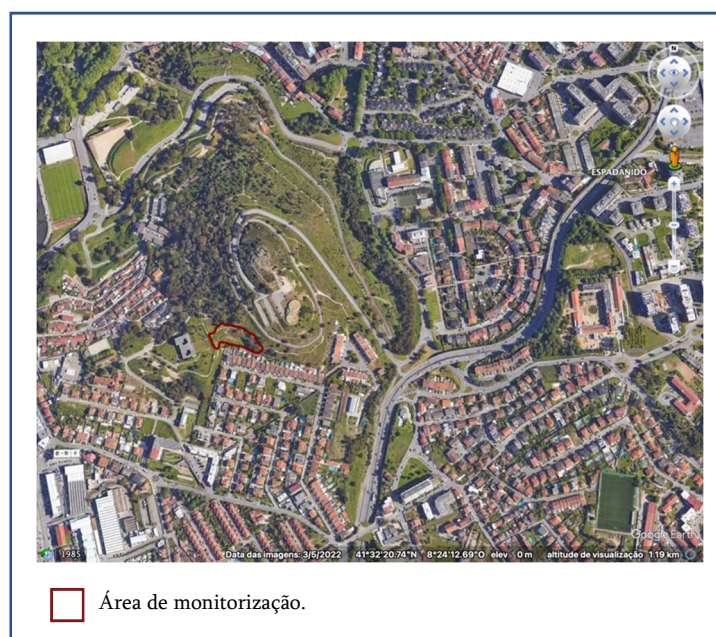 N
ESPADANIDO
Google Earth
1985
Data das imagens: 3/5/2022 41°32'20.74"N 8°24'12.69"O elev 0 m altitude de visualização 1.19 km
Área de monitorização.